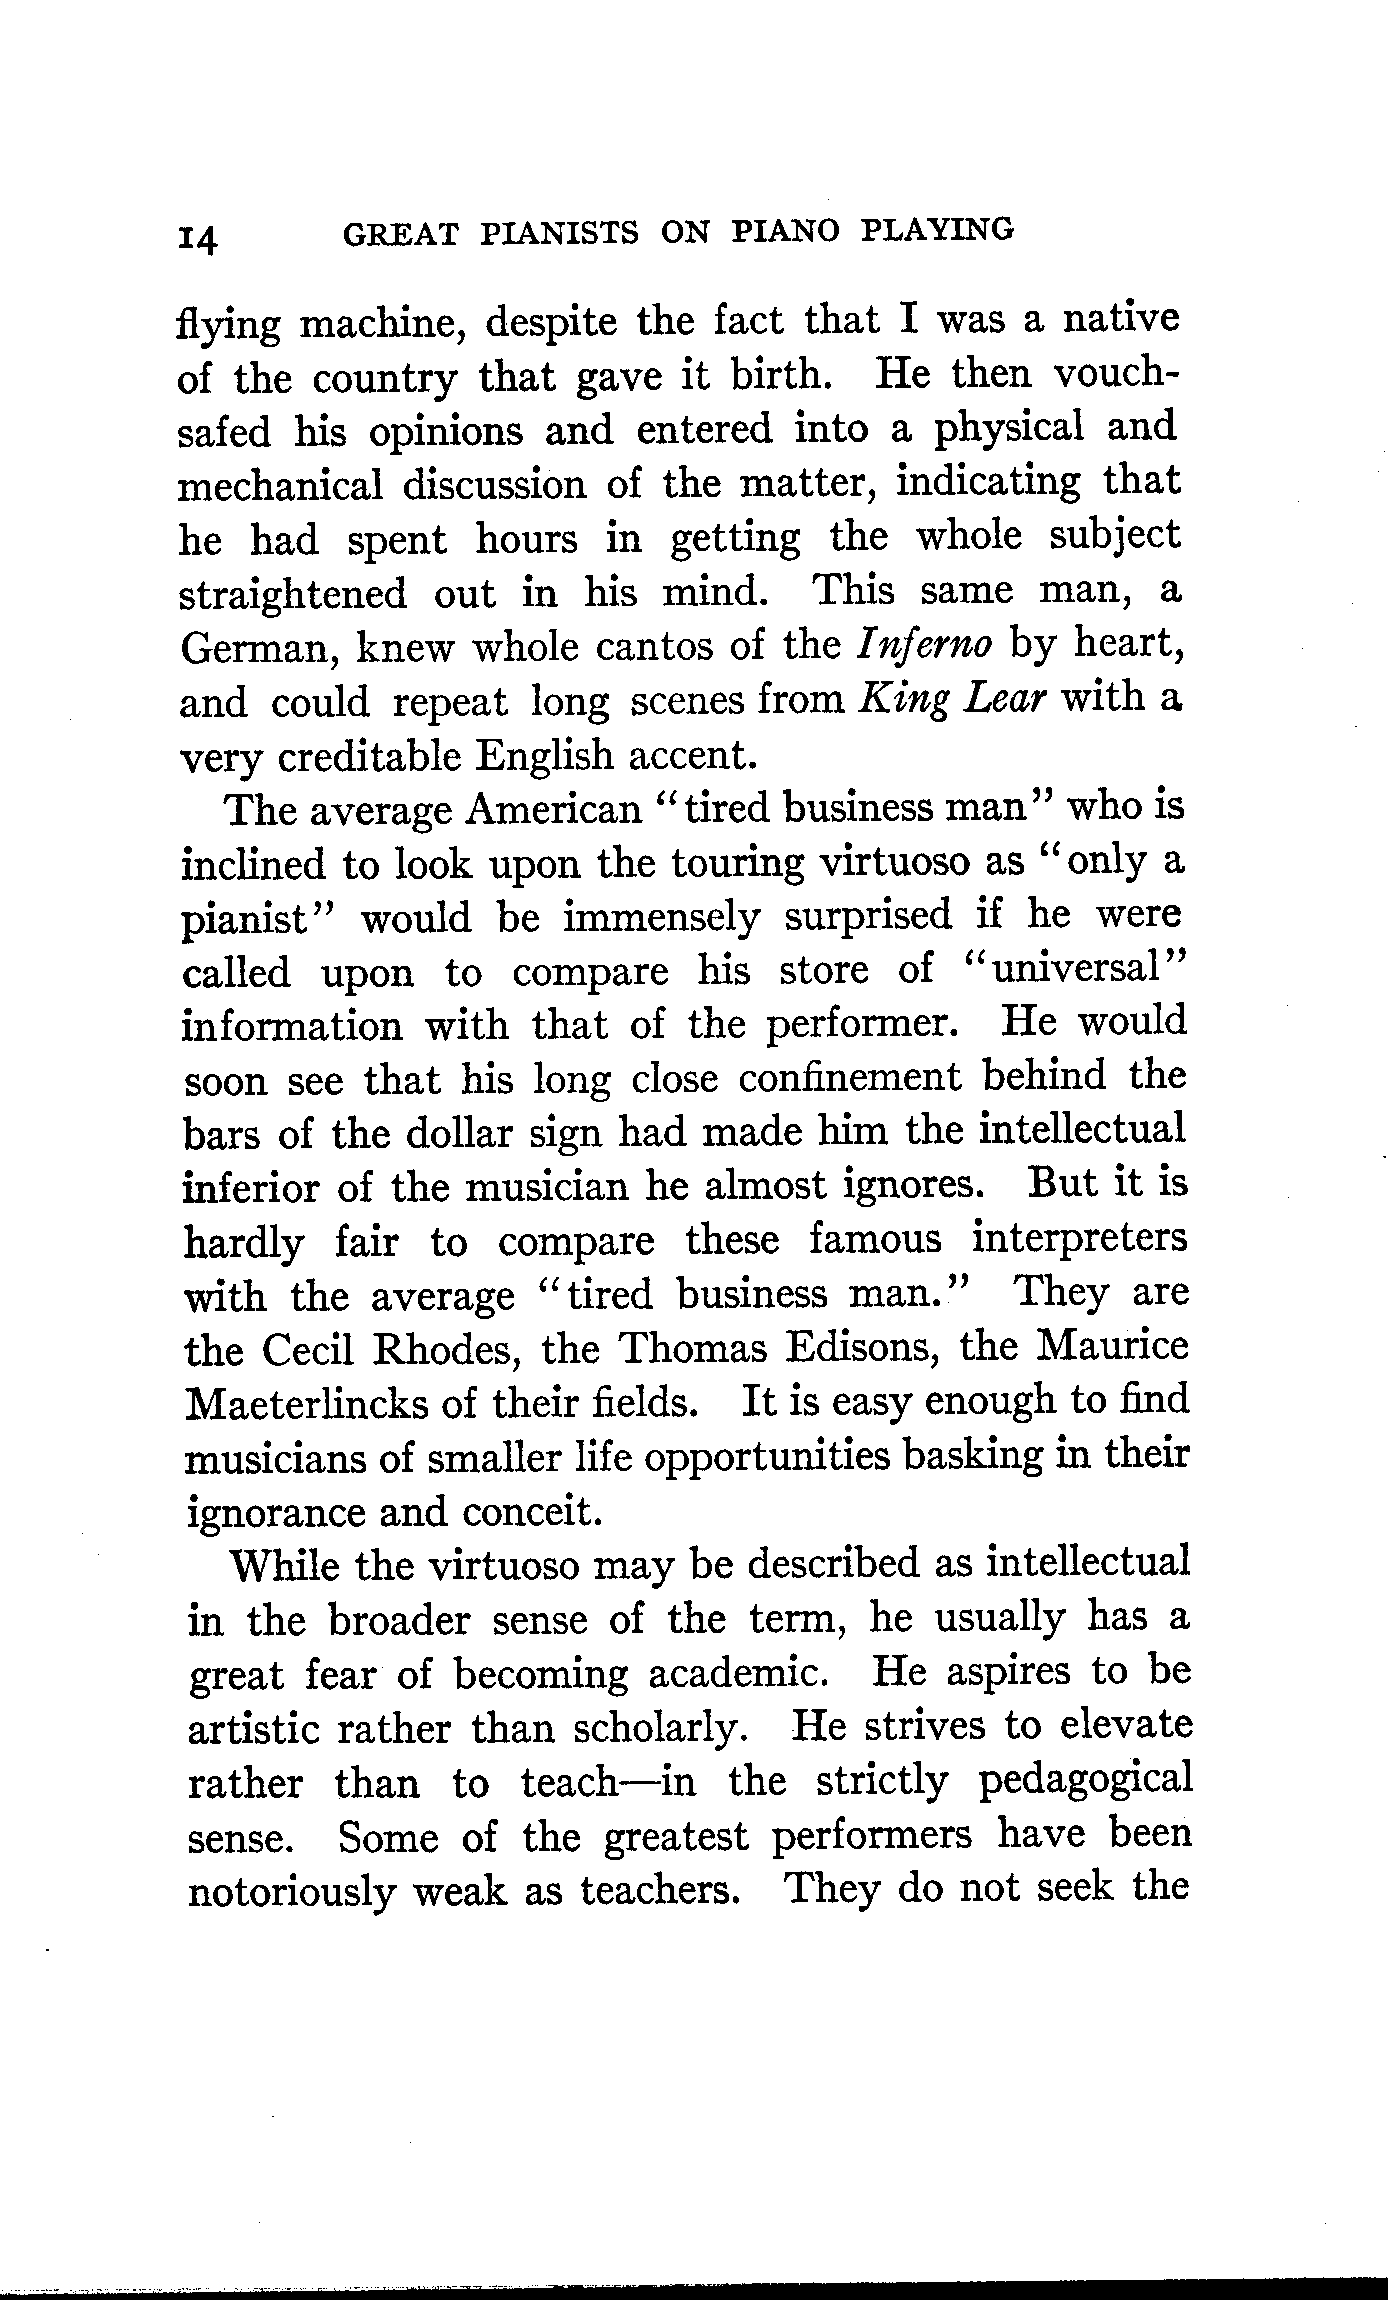 14 GREAT PIANISTS ON PIANO PLAYING
flying machine, despite the fact that I was a native
of the country that gave it birth. He then vouch-
safed his opinions and entered into a physical and
mechanical discussion of the matter, indicating that
he had spent hours in getting the whole subject
straightened out in his mind. This same man, a
German, knew whole cantos of the Inferno by heart,
and could repeat long scenes from King Lear with a
very creditable English accent.
The average American "tired business man" who is
inclined to look upon the touring virtuoso as "only a
pianist" would be immensely surprised if he were
called upon to compare his store of "universal"
information with that of the performer. He would
soon see that his long close confinement behind the
bars of the dollar sign had made him the intellectual
inferior of the musician he almost ignores. But it is
hardly fair to compare these famous interpreters
with the average "tired business man." They are
the Cecil Rhodes, the Thomas Edisons, the Maurice
Maeterlincks of their fields. It is easy enough to find
musicians of smaller life opportunities basking in their
ignorance and conceit.
While the virtuoso may be described as intellectual
in the broader sense of the term, he usually has a
great fear of becoming academic. He aspires to be
artistic rather than scholarly. He strives to elevate
rather than to teach—in the strictly pedagogical
sense. Some of the greatest performers have been
notoriously weak as teachers. They do not seek the